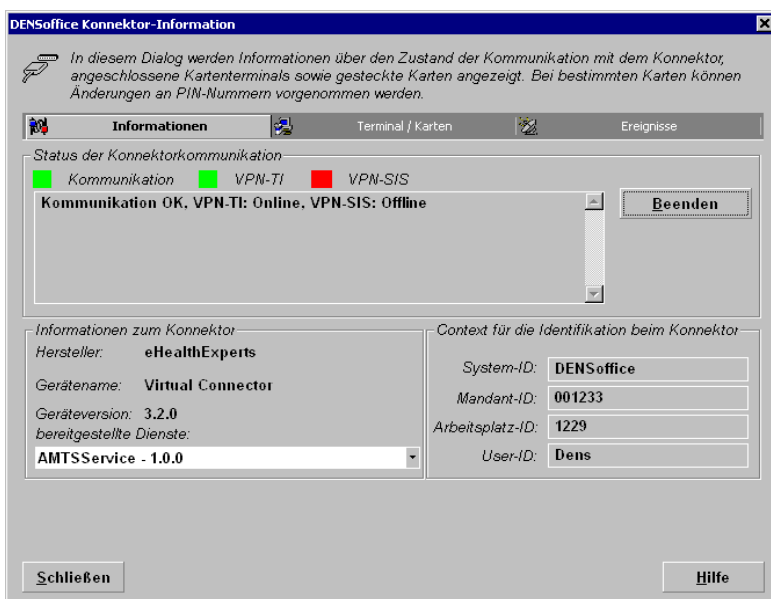 DENSoffice Konnektor-Information
In diesem Dialog werden Informationen über den Zustand der Kommunikation mit dem Konnektor,
angeschlossene Kartenterminals sowie gesteckte Karten angezeigt. Bei bestimmten Karten können
Änderungen an PIN-Nummern vorgenommen werden.
Informationen Terminal / Karten Ereignisse
Status der Konnektorkommunikation
Kommunikation VPN-TI VPN-SIS
Kommunikation OK, VPN-TI: Online, VPN-SIS: Offline
Beenden
Informationen zum Konnektor
Hersteller: eHealthExperts
Gerätename: Virtual Connector
Geräteversion: 3.2.0
bereitgestellte Dienste:
AMTSService - 1.0.0
Context für die Identifikation beim Konnektor
System-ID: DENSoffice
Mandant-ID: 001233
Arbeitsplatz-ID: 1229
User-ID: Dens
Schließen
Hilfe